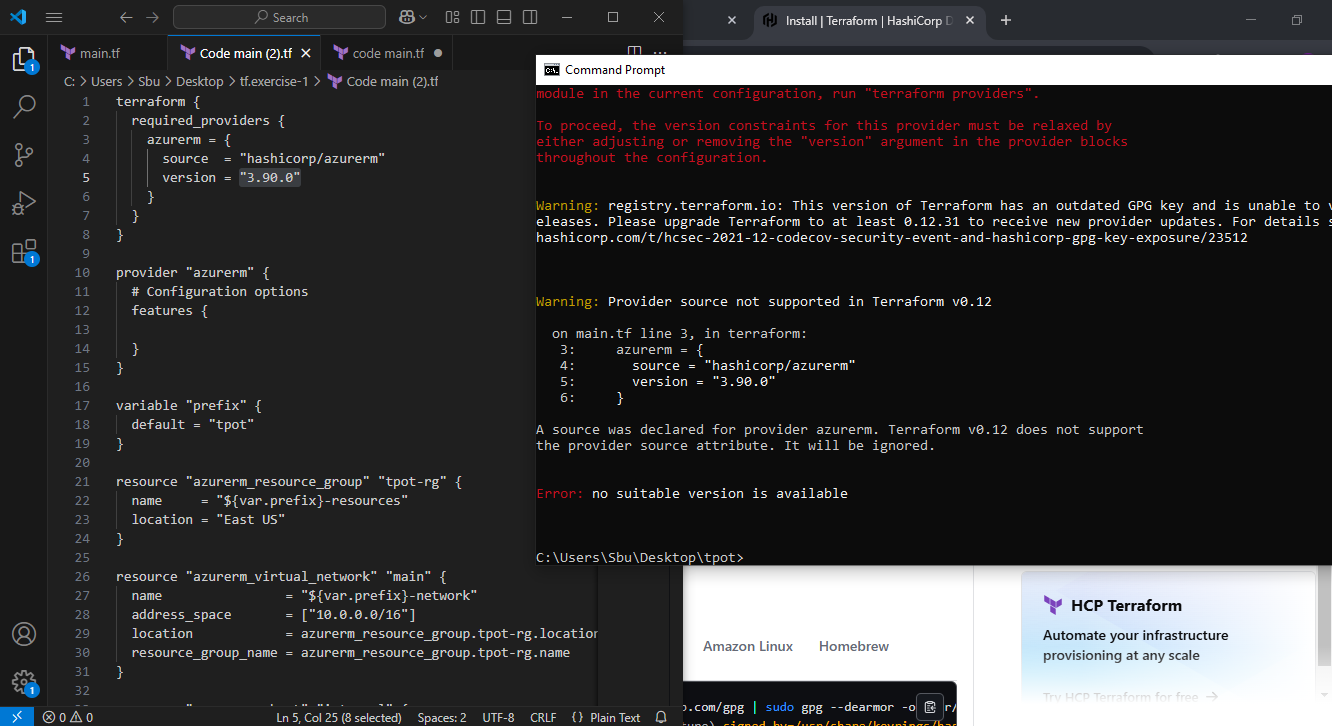 Search
Install | Terraform | HashiCorp D
main.tf
Code main (2).tf
code main.tf
C: > Users > Sbu > Desktop > tf.exercise-1 > Code main (2).tf
1 terraform {
2 required_providers {
3 azurerm = {
4 source = "hashicorp/azurerm"
5 version = "3.90.0"
6 }
7 }
8 }
9
10 provider "azurerm" {
11 # Configuration options
12 features {
13
14 }
15 }
16
17 variable "prefix" {
18 default = "tpot"
19 }
20
21 resource "azurerm_resource_group" "tpot-rg" {
22 name = "${var.prefix}-resources"
23 location = "East US"
24 }
25
26 resource "azurerm_virtual_network" "main" {
27 name = "${var.prefix}-network"
28 address_space = ["10.0.0.0/16"]
29 location = azurerm_resource_group.tpot-rg.location
30 resource_group_name = azurerm_resource_group.tpot-rg.name
31 }
32
1
1
1
0 0
Ln 5, Col 25 (8 selected) Spaces: 2 UTF-8 CRLF {} Plain Text
Command Prompt
module in the current configuration, run "terraform providers".
To proceed, the version constraints for this provider must be relaxed by
either adjusting or removing the "version" argument in the provider blocks
throughout the configuration.
Warning: registry.terraform.io: This version of Terraform has an outdated GPG key and is unable to v
eleases. Please upgrade Terraform to at least 0.12.31 to receive new provider updates. For details s
hashicorp.com/t/hcsec-2021-12-codecov-security-event-and-hashicorp-gpg-key-exposure/23512
Warning: Provider source not supported in Terraform v0.12
on main.tf line 3, in terraform:
3: azurerm = {
4: source = "hashicorp/azurerm"
5: version = "3.90.0"
6: }
A source was declared for provider azurerm. Terraform v0.12 does not support
the provider source attribute. It will be ignored.
Error: no suitable version is available
C:\Users\Sbu\Desktop\tpot>
Amazon Linux Homebrew
.com/gpg | sudo gpg --dearmor -o
HCP Terraform
Automate your infrastructure
provisioning at any scale
Try HCP Terraform for free